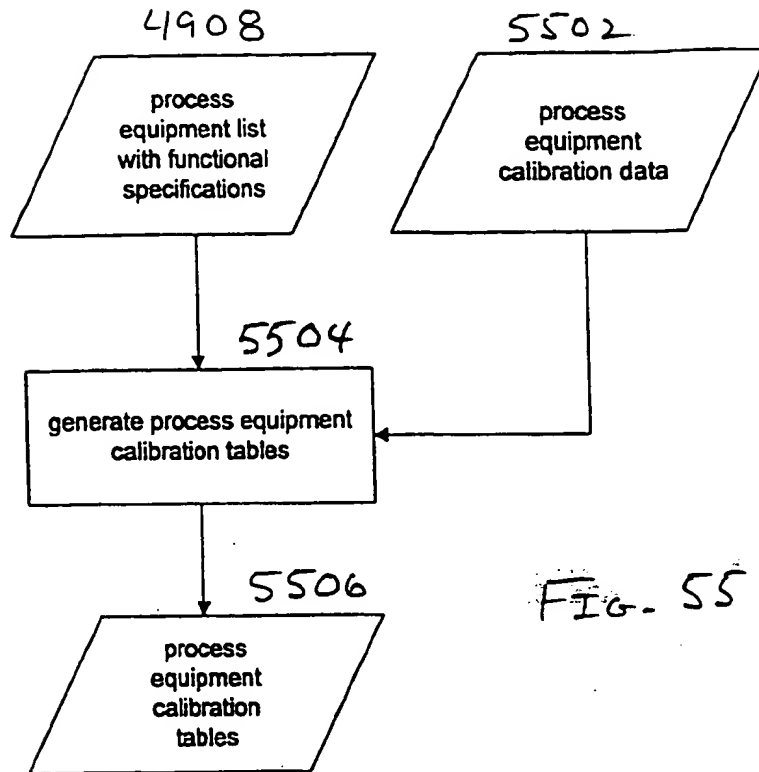 4908
process
equipment list
with functional
specifications
5502
process
equipment
calibration data
5504
generate process equipment
calibration tables
5506
process
equipment
calibration
tables
FIG. 55